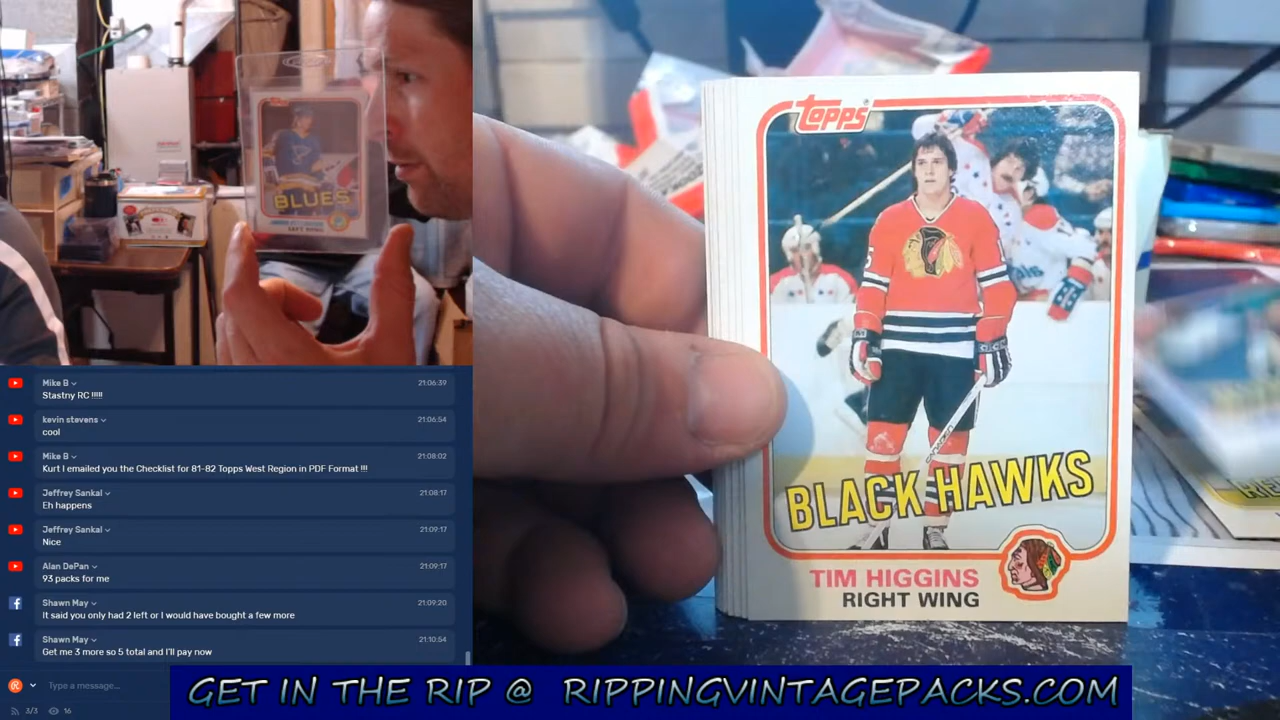 BLUES
LEFT WING
Mike B
21:06:39
Stastny RC !!!!!
kevin stevens
21:06:54
cool
Mike B
21:08:02
Kurt I emailed you the Checklist for 81-82 Topps West Region in PDF Format !!!
Jeffrey Sankal
21:08:17
Eh happens
Jeffrey Sankal
21:09:17
Nice
Alan DePan
21:09:17
93 packs for me
Shawn May
21:09:20
It said you only had 2 left or I would have bought a few more
Shawn May
21:10:54
Get me 3 more so 5 total and I'll pay now
Type a message...
3/3
16
topps
BLACK HAWKS
TIM HIGGINS
RIGHT WING
GET IN THE RIP @ RIPPINGVINTAGEPACKS.COM